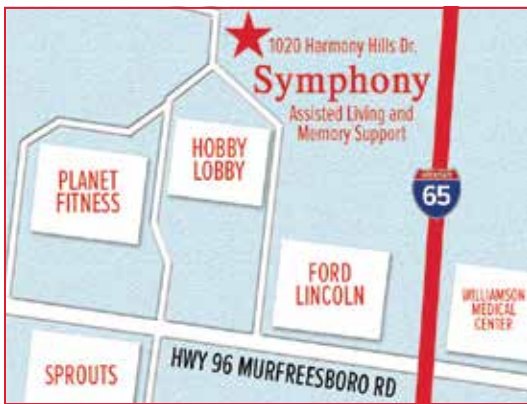 1020 Harmony Hills Dr.
Symphony
Assisted Living and
Memory Support
HOBBY
LOBBY
PLANET
FITNESS
INTERSTATE
65
FORD
LINCOLN
WILLIAMSON
MEDICAL
CENTER
HWY 96 MURFREESBORO RD
SPROUTS